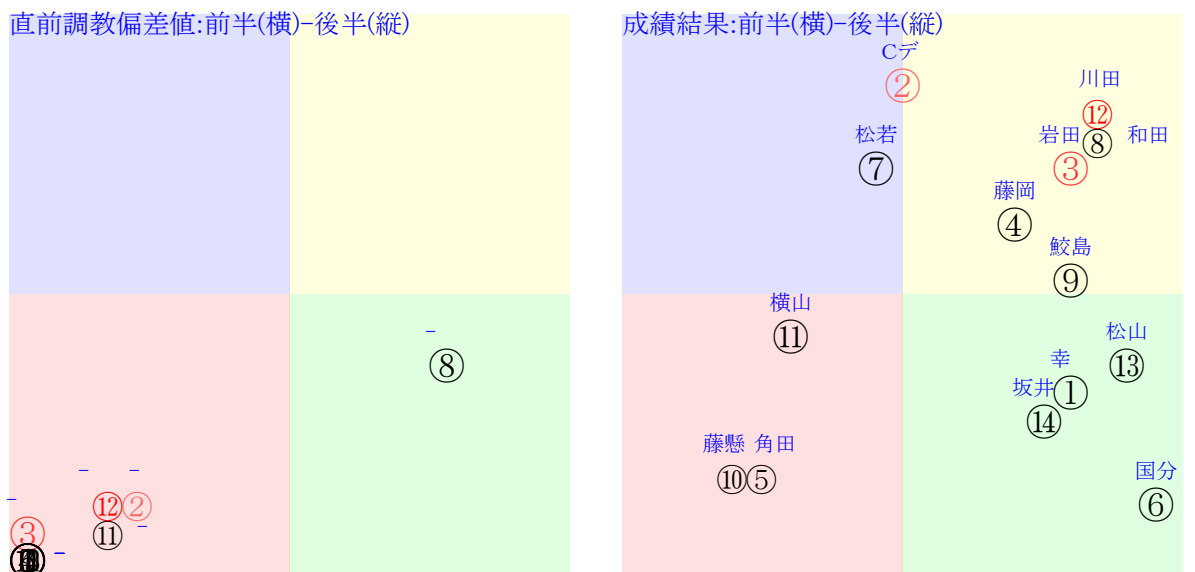 直前調教偏差値:前半(横)-後半(縦)
-
⑧
- -
-
⑫ ②
-
③
⑪
-
成績結果:前半(横)-後半(縦)
Cデ
②
川田
⑫
松若
⑦
岩田
③
⑧
和田
藤岡
④
鮫島
⑨
横山
⑪
松山
⑬
幸
①
坂井
⑭
藤懸 角田
⑩⑤
国分
⑥